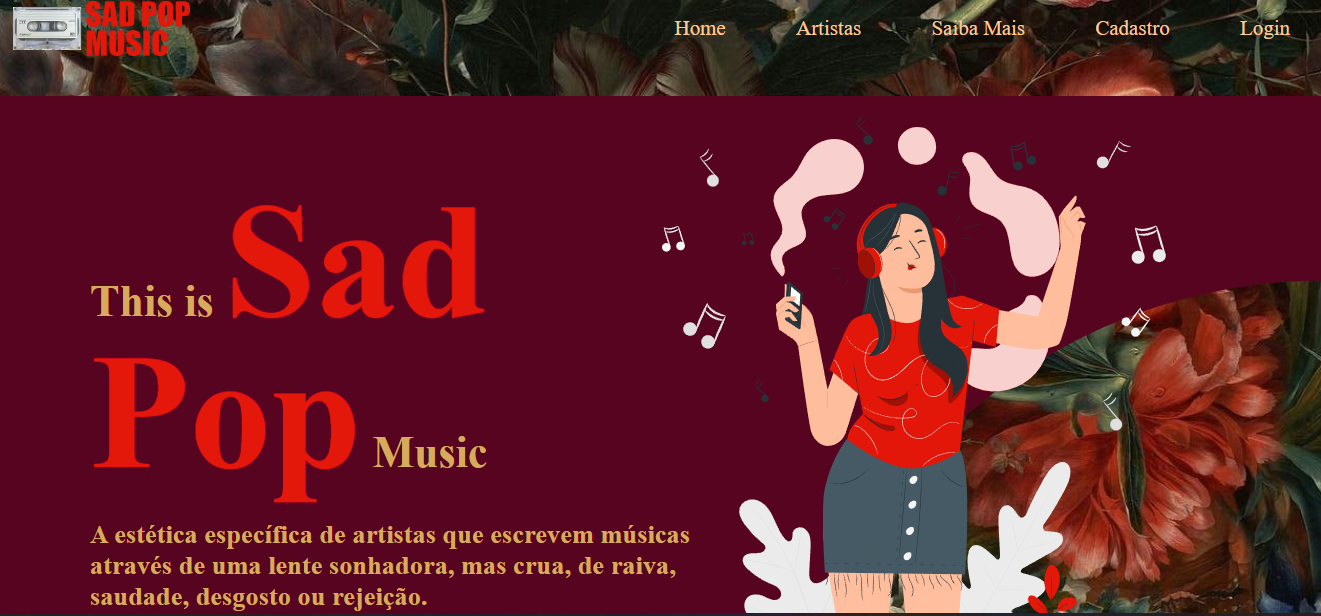 SAD POP
MUSIC
Home Artistas Saiba Mais Cadastro Login
This is Sad
Pop Music
A estética específica de artistas que escrevem músicas
através de uma lente sonhadora, mas crua, de raiva,
saudade, desgosto ou rejeição.